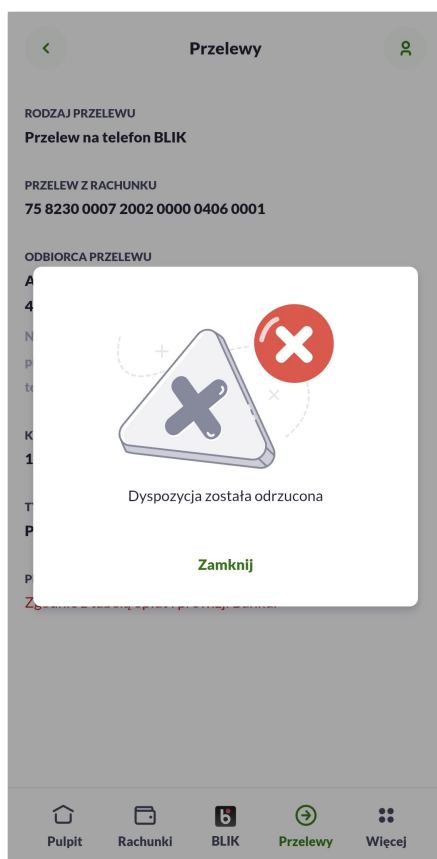 Przelewy
RODZAJ PRZELEWU
Przelew na telefon BLIK
PRZELEW Z RACHUNKU
75 8230 0007 2002 0000 0406 0001
ODBIORCA PRZELEWU
Dyspozycja została odrzucona
Zamknij
Pulpit
Rachunki
BLIK
Przelewy
Więcej